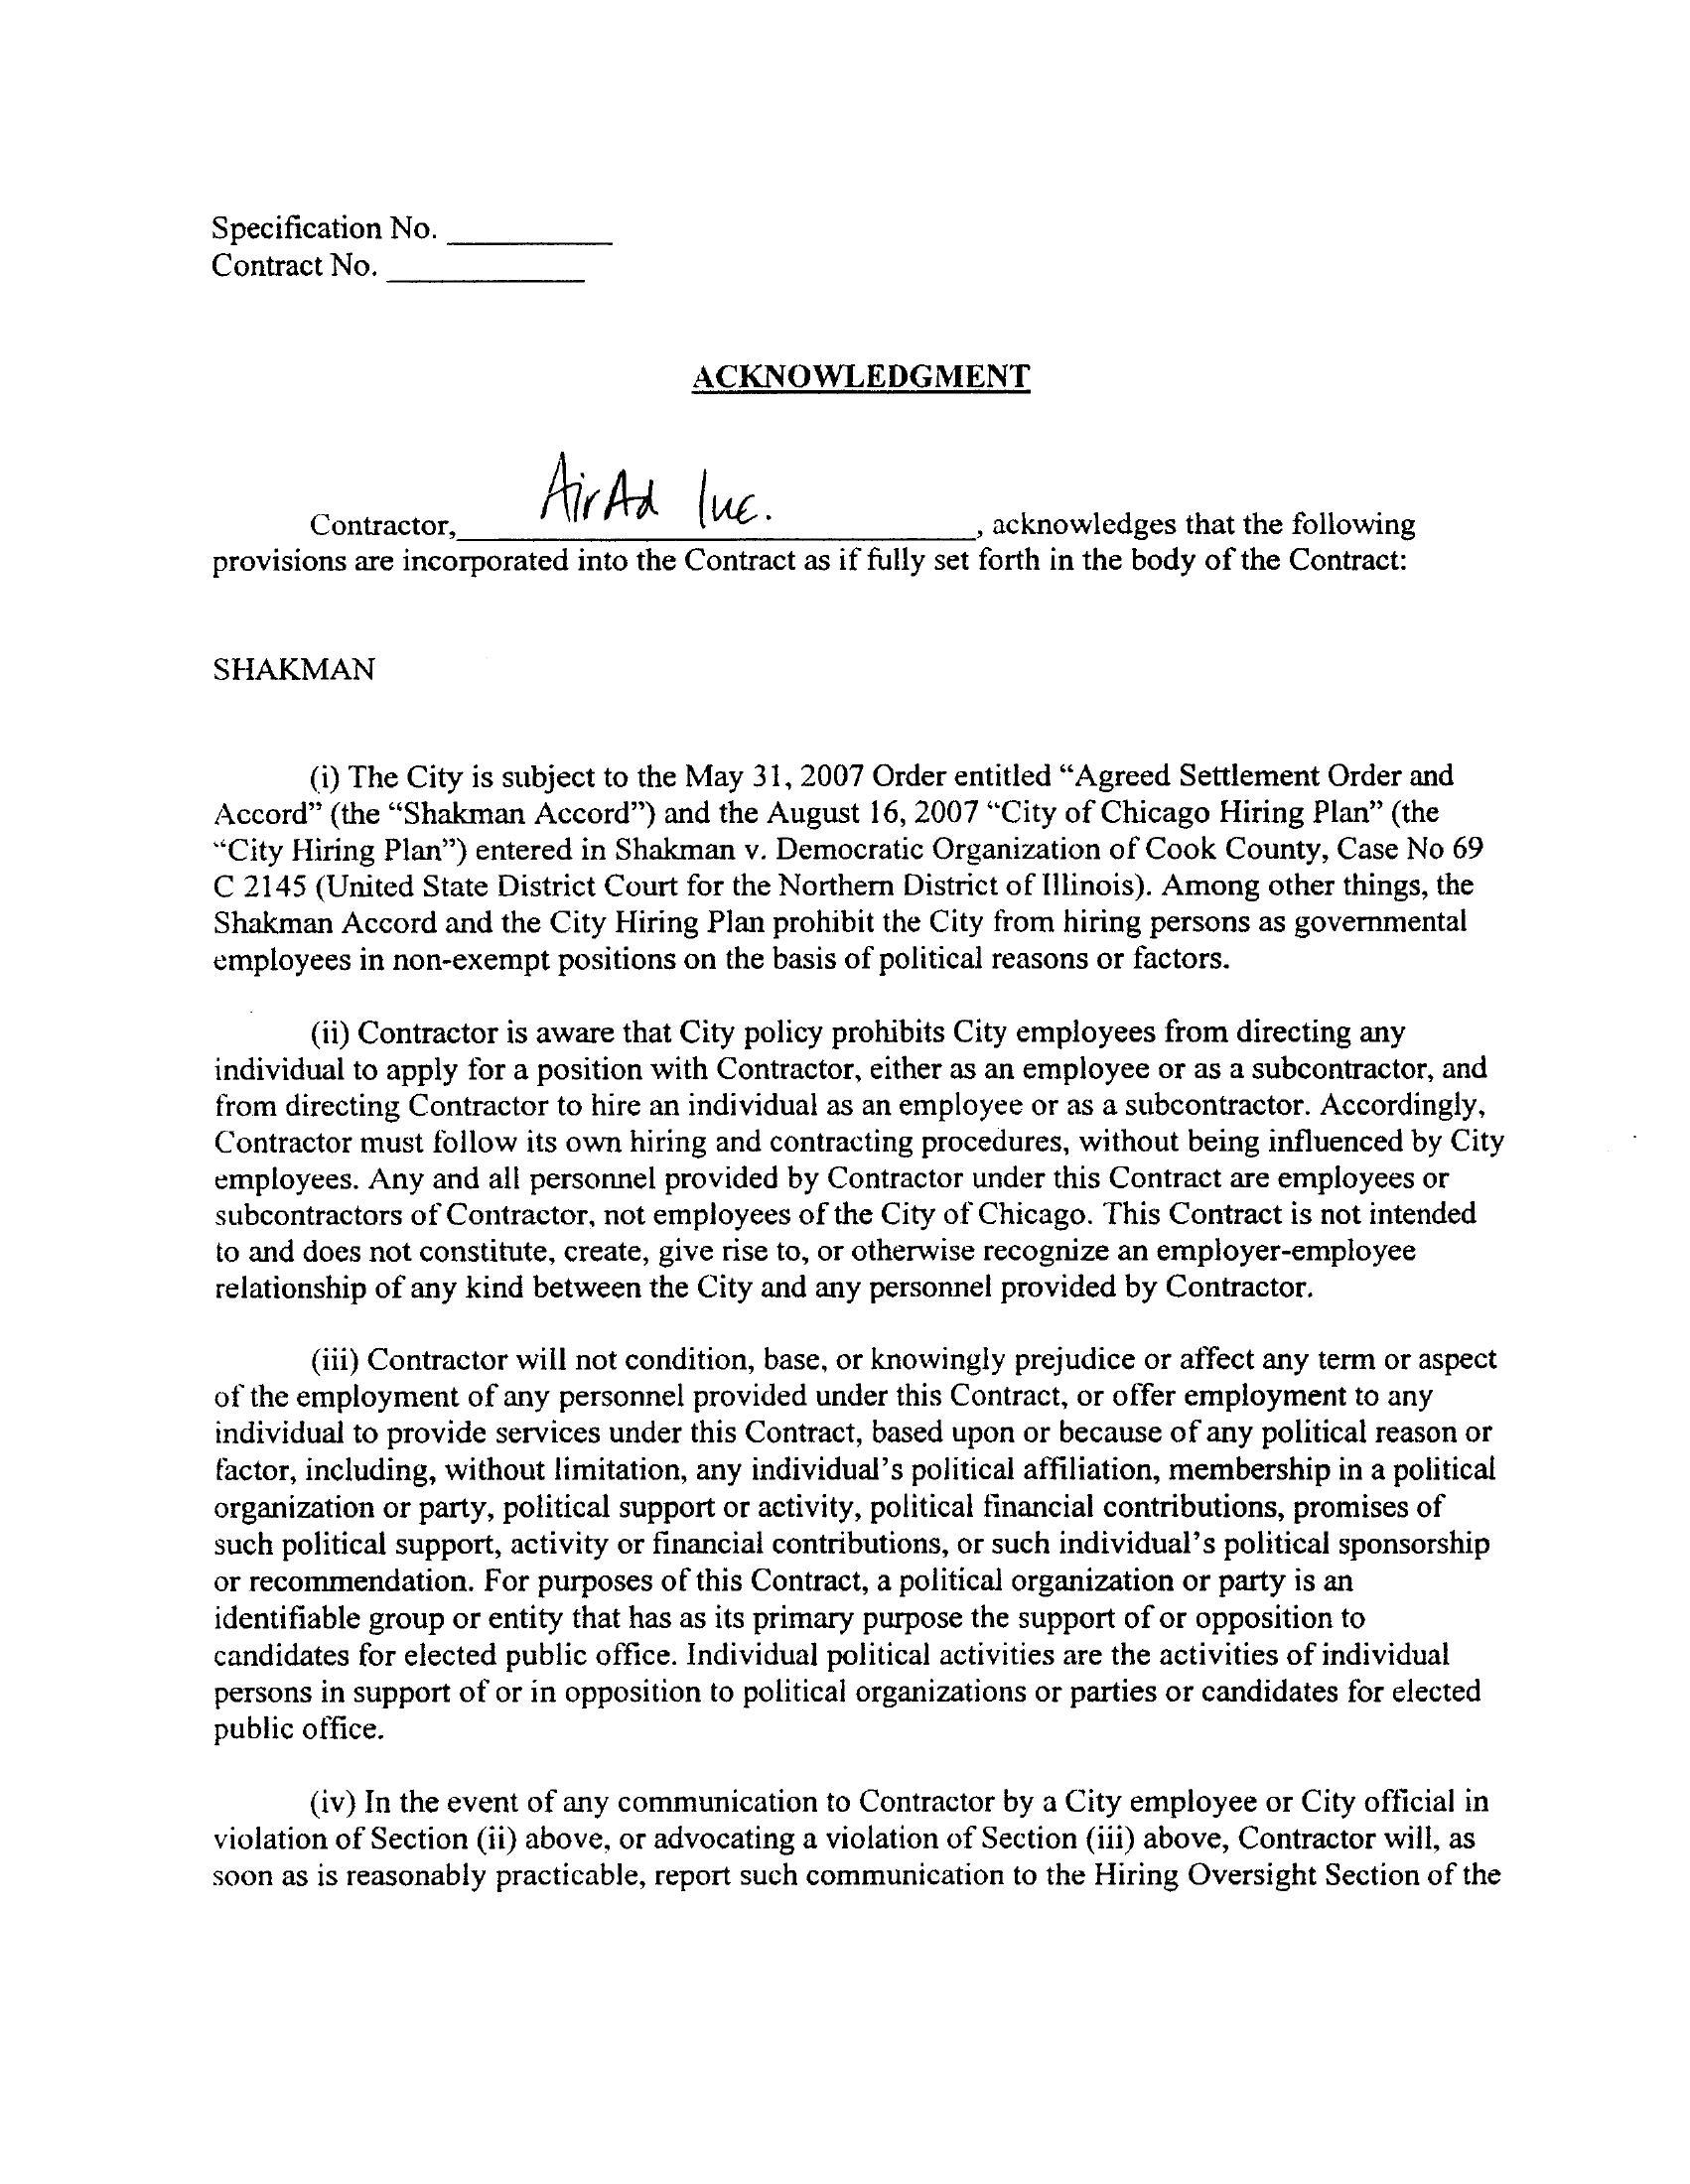 Specification No. ___________
Contract No. _____________
ACKNOWLEDGMENT
Contractor, AirAd Inc. , acknowledges that the following
provisions are incorporated into the Contract as if fully set forth in the body of the Contract:
SHAKMAN
(i) The City is subject to the May 31, 2007 Order entitled “Agreed Settlement Order and
Accord” (the “Shakman Accord”) and the August 16, 2007 “City of Chicago Hiring Plan” (the
“City Hiring Plan”) entered in Shakman v. Democratic Organization of Cook County, Case No 69
C 2145 (United State District Court for the Northern District of Illinois). Among other things, the
Shakman Accord and the City Hiring Plan prohibit the City from hiring persons as governmental
employees in non-exempt positions on the basis of political reasons or factors.
(ii) Contractor is aware that City policy prohibits City employees from directing any
individual to apply for a position with Contractor, either as an employee or as a subcontractor, and
from directing Contractor to hire an individual as an employee or as a subcontractor. Accordingly,
Contractor must follow its own hiring and contracting procedures, without being influenced by City
employees. Any and all personnel provided by Contractor under this Contract are employees or
subcontractors of Contractor, not employees of the City of Chicago. This Contract is not intended
to and does not constitute, create, give rise to, or otherwise recognize an employer-employee
relationship of any kind between the City and any personnel provided by Contractor.
(iii) Contractor will not condition, base, or knowingly prejudice or affect any term or aspect
of the employment of any personnel provided under this Contract, or offer employment to any
individual to provide services under this Contract, based upon or because of any political reason or
factor, including, without limitation, any individual’s political affiliation, membership in a political
organization or party, political support or activity, political financial contributions, promises of
such political support, activity or financial contributions, or such individual’s political sponsorship
or recommendation. For purposes of this Contract, a political organization or party is an
identifiable group or entity that has as its primary purpose the support of or opposition to
candidates for elected public office. Individual political activities are the activities of individual
persons in support of or in opposition to political organizations or parties or candidates for elected
public office.
(iv) In the event of any communication to Contractor by a City employee or City official in
violation of Section (ii) above, or advocating a violation of Section (iii) above, Contractor will, as
soon as is reasonably practicable, report such communication to the Hiring Oversight Section of the